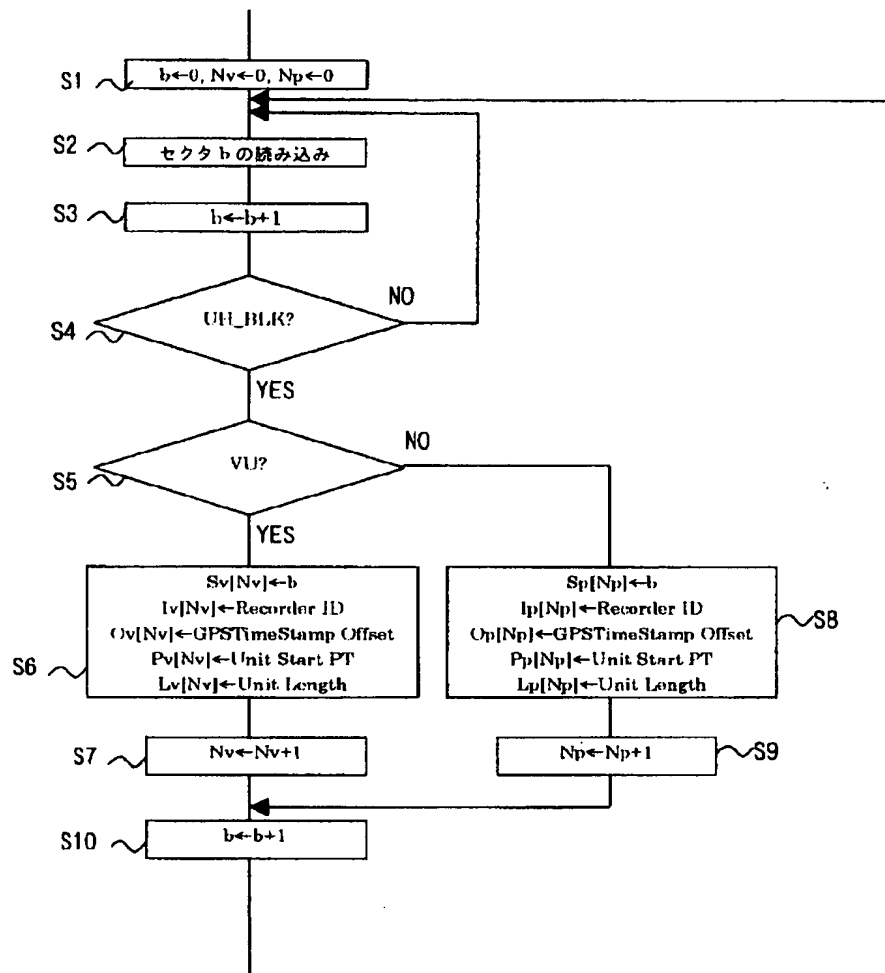 S1
b←0, Nv←0, Np←0
S2
セクタ b の読み込み
S3
b←b+1
NO
S4
UH_BLK?
YES
NO
S5
VU?
YES
Sv[Nv]←b
Iv[Nv]←Recorder ID
Ov[Nv]←GPSTimeStamp Offset
Pv[Nv]←Unit Start PT
Lv[Nv]←Unit Length
S6
Sp[Np]←b
Ip[Np]←Recorder ID
Op[Np]←GPSTimeStamp Offset
Pp[Np]←Unit Start PT
Lp[Np]←Unit Length
S8
S7
Nv←Nv+1
Np←Np+1
S9
S10
b←b+1